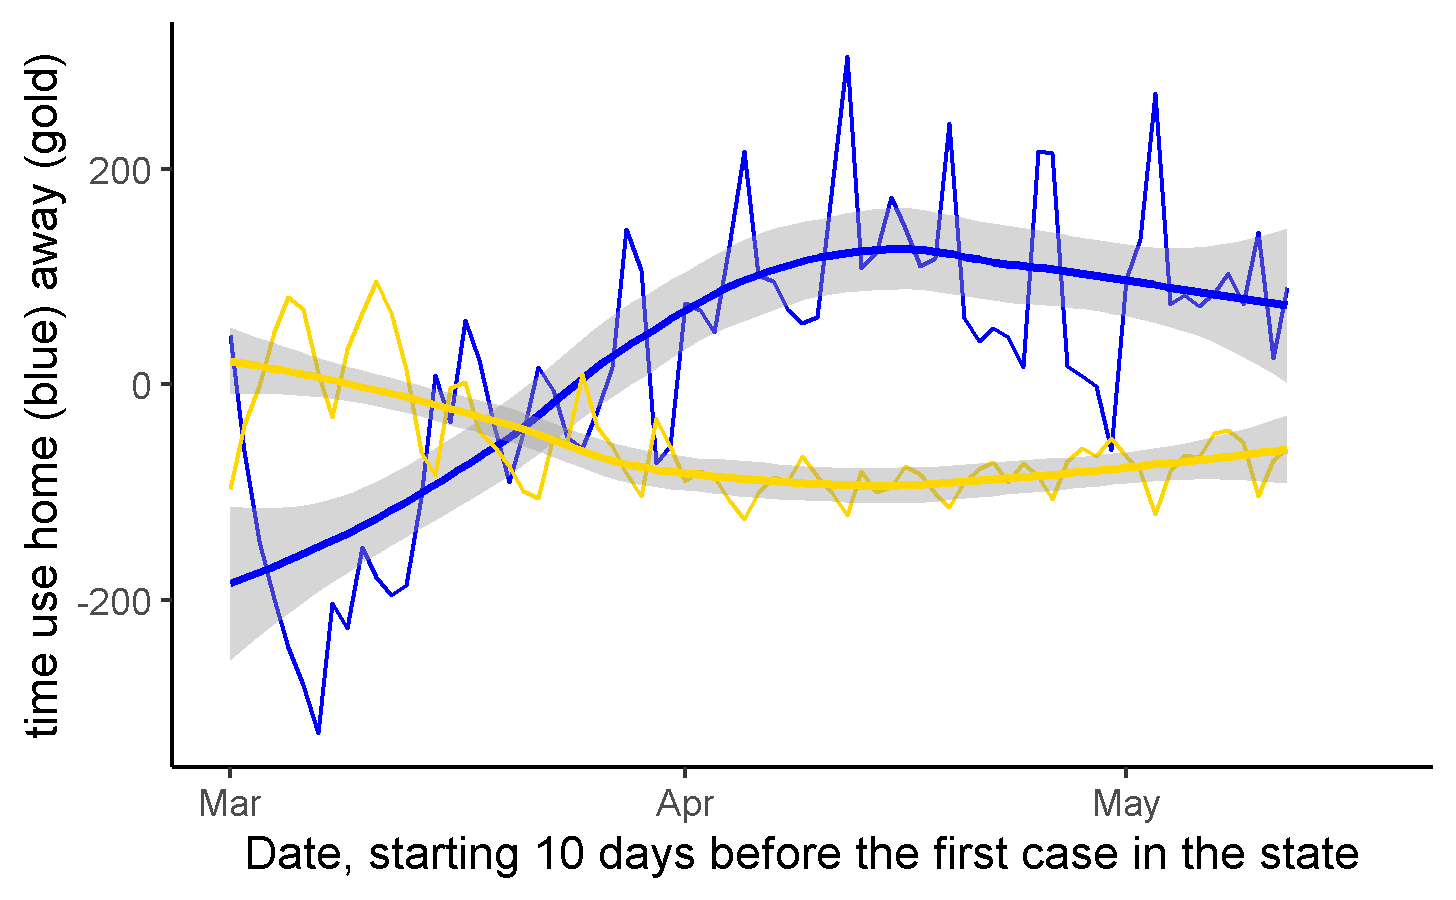 time use home (blue) away (gold)
200
0
-200
Mar
Apr
May
Date, starting 10 days before the first case in the state